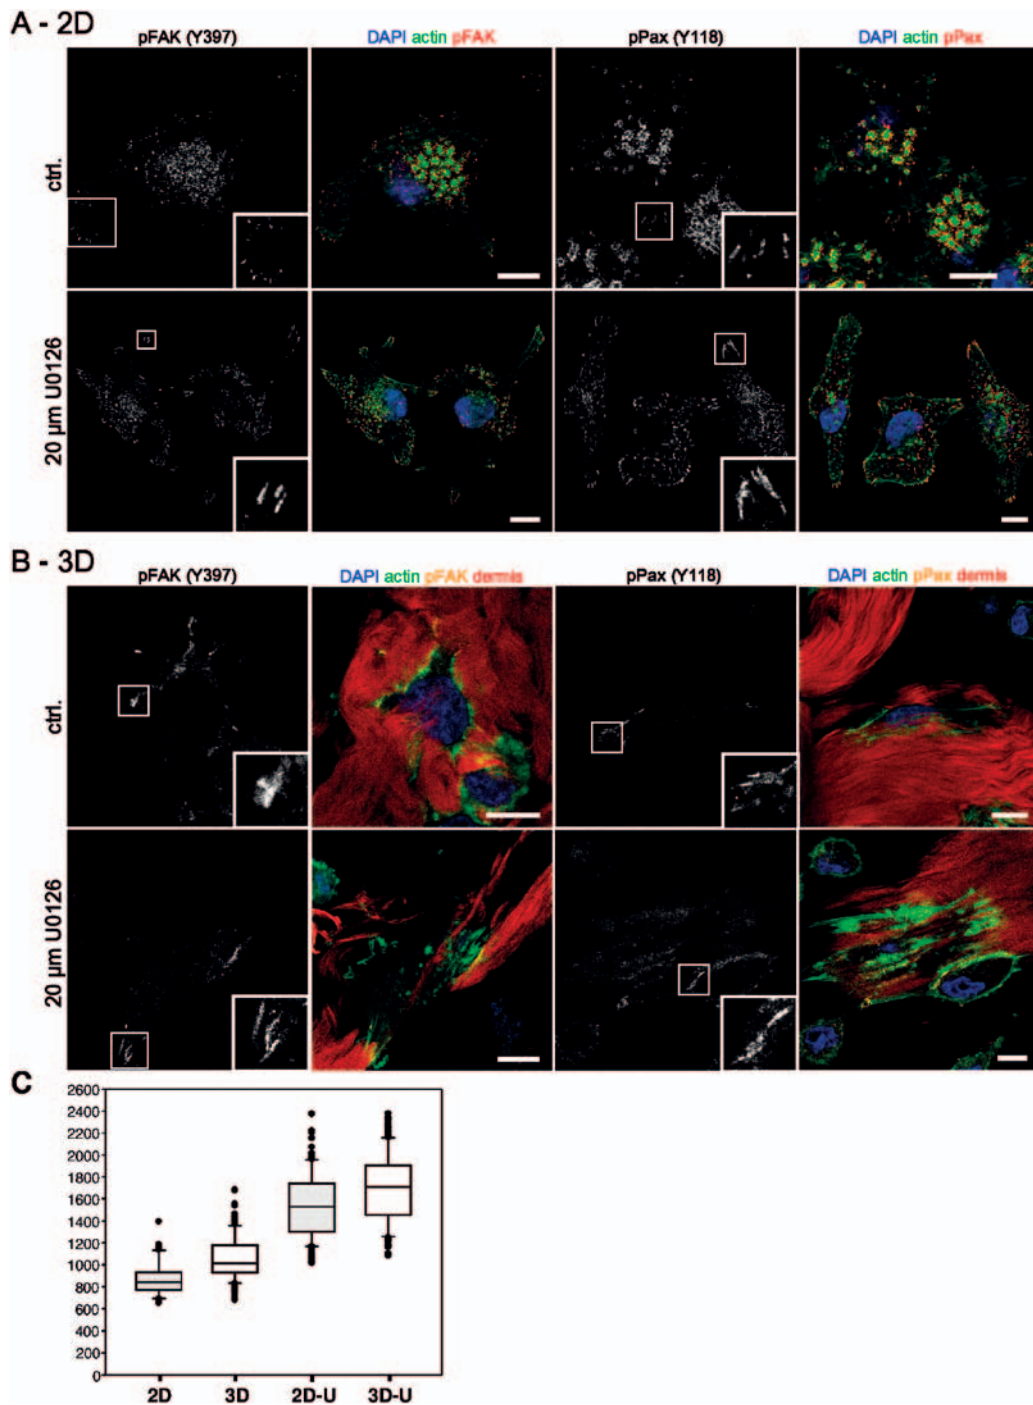 A - 2D
pFAK (Y397)
DAPI actin pFAK
pPax (Y118)
DAPI actin pPax
ctrl.
20 µm U0126
B - 3D
pFAK (Y397)
DAPI actin pFAK dermis
pPax (Y118)
DAPI actin pPax dermis
ctrl.
20 µm U0126
C
2600
2400
2200
2000
1800
1600
1400
1200
1000
800
600
400
200
0
2D
3D
2D-U
3D-U